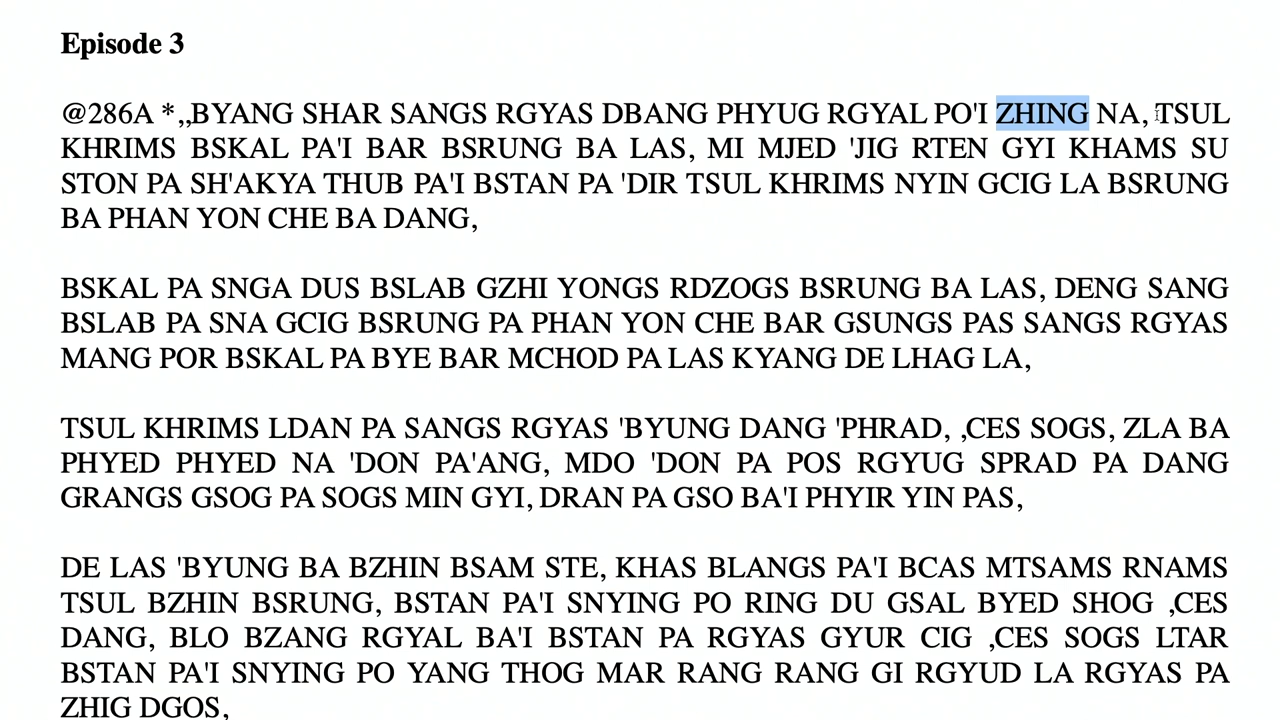 Episode 3
@286A *,,BYANG SHAR SANGS RGYAS DBANG PHYUG RGYAL PO'I ZHING NA, TSUL
KHRIMS BSKAL PA'I BAR BSRUNG BA LAS, MI MJED 'JIG RTEN GYI KHAMS SU
STON PA SH'AKYA THUB PA'I BSTAN PA 'DIR TSUL KHRIMS NYIN GCIG LA BSRUNG
BA PHAN YON CHE BA DANG,
BSKAL PA SNGA DUS BSLAB GZHI YONGS RDZOGS BSRUNG BA LAS, DENG SANG
BSLAB PA SNA GCIG BSRUNG PA PHAN YON CHE BAR GSUNGS PAS SANGS RGYAS
MANG POR BSKAL PA BYE BAR MCHOD PA LAS KYANG DE LHAG LA,
TSUL KHRIMS LDAN PA SANGS RGYAS 'BYUNG DANG 'PHRAD, ,CES SOGS, ZLA BA
PHYED PHYED NA 'DON PA'ANG, MDO 'DON PA POS RGYUG SPRAD PA DANG
GRANGS GSOG PA SOGS MIN GYI, DRAN PA GSO BA'I PHYIR YIN PAS,
DE LAS 'BYUNG BA BZHIN BSAM STE, KHAS BLANGS PA'I BCAS MTSAMS RNAMS
TSUL BZHIN BSRUNG, BSTAN PA'I SNYING PO RING DU GSAL BYED SHOG ,CES
DANG, BLO BZANG RGYAL BA'I BSTAN PA RGYAS GYUR CIG ,CES SOGS LTAR
BSTAN PA'I SNYING PO YANG THOG MAR RANG RANG GI RGYUD LA RGYAS PA
ZHIG DGOS,